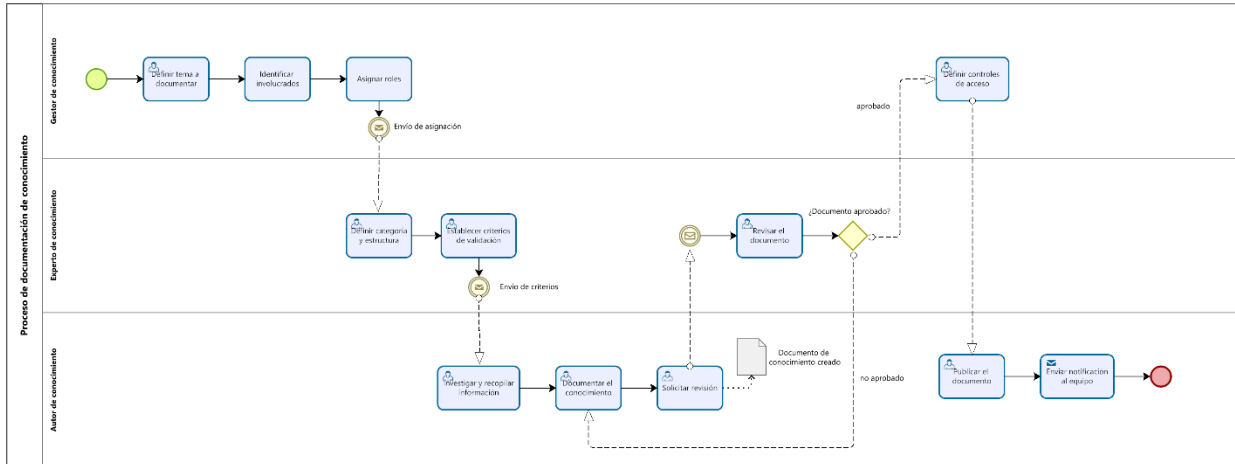 Proceso de documentación de conocimiento
Gestor de conocimiento
Definir tema a
documentar
Identificar
involucrados
Asignar roles
Envío de asignación
Definir controles
de acceso
aprobado
Experto de conocimiento
Definir categoría
y estructura
Establecer criterios
de validación
Envío de criterios
Revisar el
documento
¿Documento aprobado?
Autor de conocimiento
Investigar y recopilar
información
Documentar el
conocimiento
Solicitar revisión
Documento de
conocimiento creado
no aprobado
Publicar el
documento
Enviar notificación
al equipo